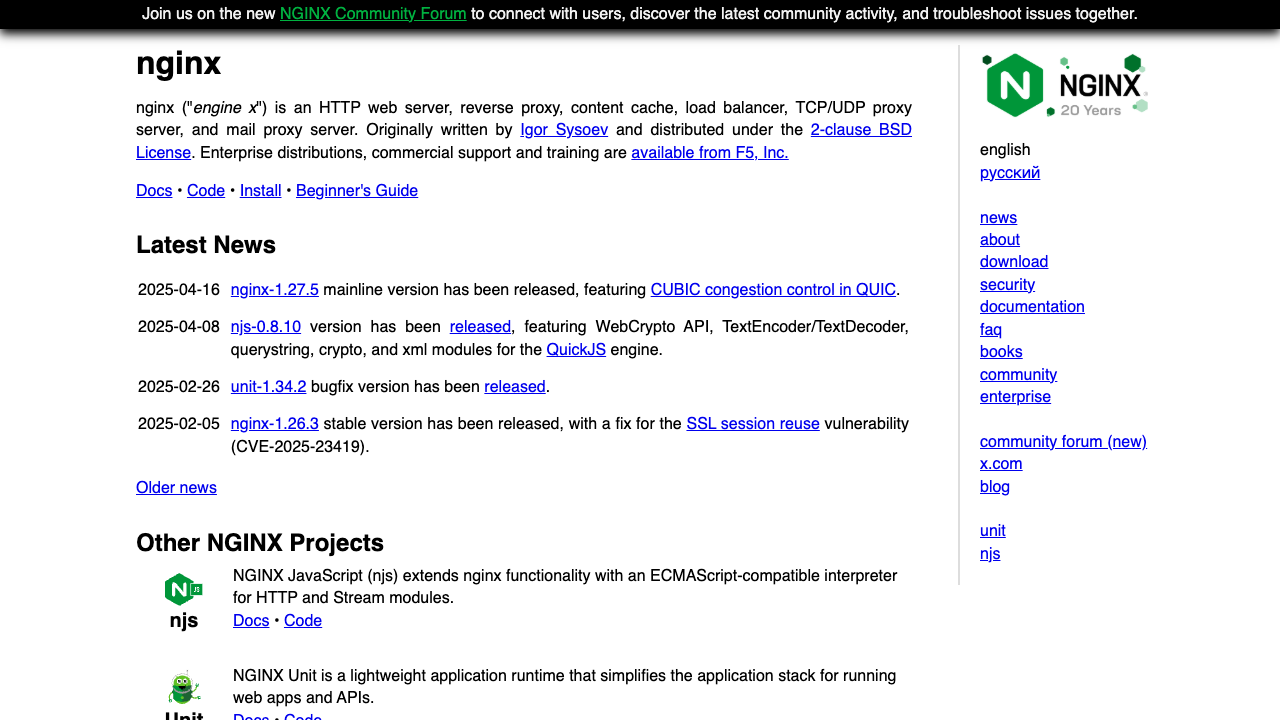 Join us on the new NGINX Community Forum to connect with users, discover the latest community activity, and troubleshoot issues together.
nginx
nginx ("engine x") is an HTTP web server, reverse proxy, content cache, load balancer, TCP/UDP proxy
server, and mail proxy server. Originally written by Igor Sysoev and distributed under the 2-clause BSD
License. Enterprise distributions, commercial support and training are available from F5, Inc.
Docs • Code • Install • Beginner's Guide
Latest News
2025-04-16 nginx-1.27.5 mainline version has been released, featuring CUBIC congestion control in QUIC.
2025-04-08 njs-0.8.10 version has been released, featuring WebCrypto API, TextEncoder/TextDecoder,
querystring, crypto, and xml modules for the QuickJS engine.
2025-02-26 unit-1.34.2 bugfix version has been released.
2025-02-05 nginx-1.26.3 stable version has been released, with a fix for the SSL session reuse vulnerability
(CVE-2025-23419).
Older news
Other NGINX Projects
JS
njs
NGINX JavaScript (njs) extends nginx functionality with an ECMAScript-compatible interpreter
for HTTP and Stream modules.
Docs • Code
Unit
NGINX Unit is a lightweight application runtime that simplifies the application stack for running
web apps and APIs.
Docs • Code
N NGINX
20 Years
english
русский
news
about
download
security
documentation
faq
books
community
enterprise
community forum (new)
x.com
blog
unit
njs